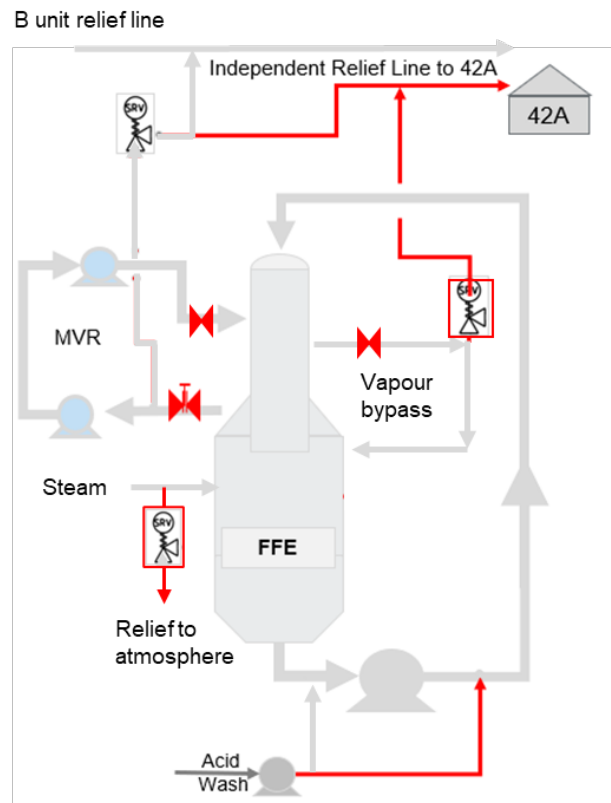 B unit relief line
Independent Relief Line to 42A
SRV
42A
SRV
MVR
Vapour
bypass
Steam
SRV
FFE
Relief to
atmosphere
Acid
Wash